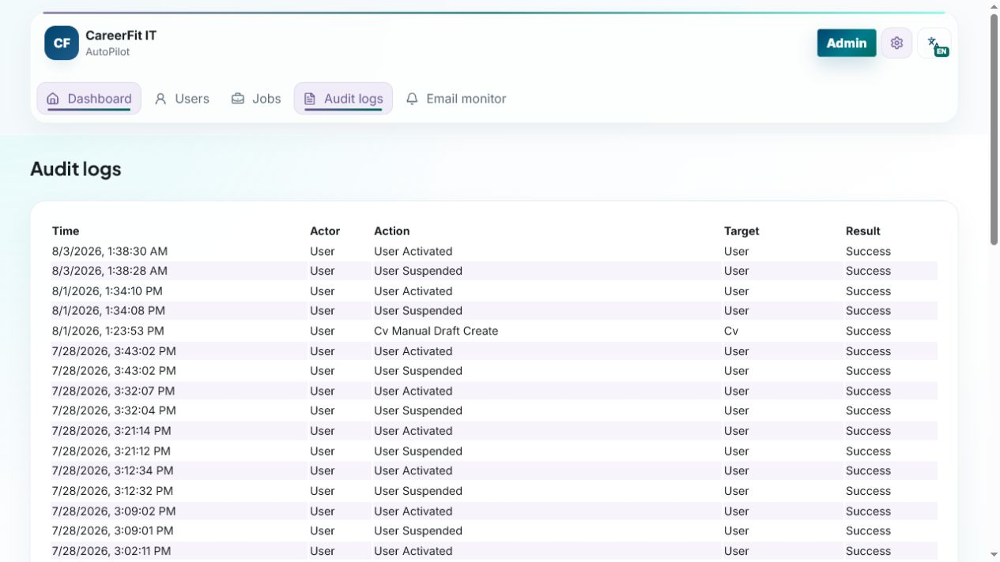 CF
CareerFit IT
AutoPilot
Admin
EN
Dashboard Users Jobs Audit logs Email monitor
Audit logs
Time Actor Action Target Result
8/3/2026, 1:38:30 AM User User Activated User Success
8/3/2026, 1:38:28 AM User User Suspended User Success
8/1/2026, 1:34:10 PM User User Activated User Success
8/1/2026, 1:34:08 PM User User Suspended User Success
8/1/2026, 1:23:53 PM User Cv Manual Draft Create Cv Success
7/28/2026, 3:43:02 PM User User Activated User Success
7/28/2026, 3:43:02 PM User User Suspended User Success
7/28/2026, 3:32:07 PM User User Activated User Success
7/28/2026, 3:32:04 PM User User Suspended User Success
7/28/2026, 3:21:14 PM User User Activated User Success
7/28/2026, 3:21:12 PM User User Suspended User Success
7/28/2026, 3:12:34 PM User User Activated User Success
7/28/2026, 3:12:32 PM User User Suspended User Success
7/28/2026, 3:09:02 PM User User Activated User Success
7/28/2026, 3:09:01 PM User User Suspended User Success
7/28/2026, 3:02:11 PM User User Activated User Success